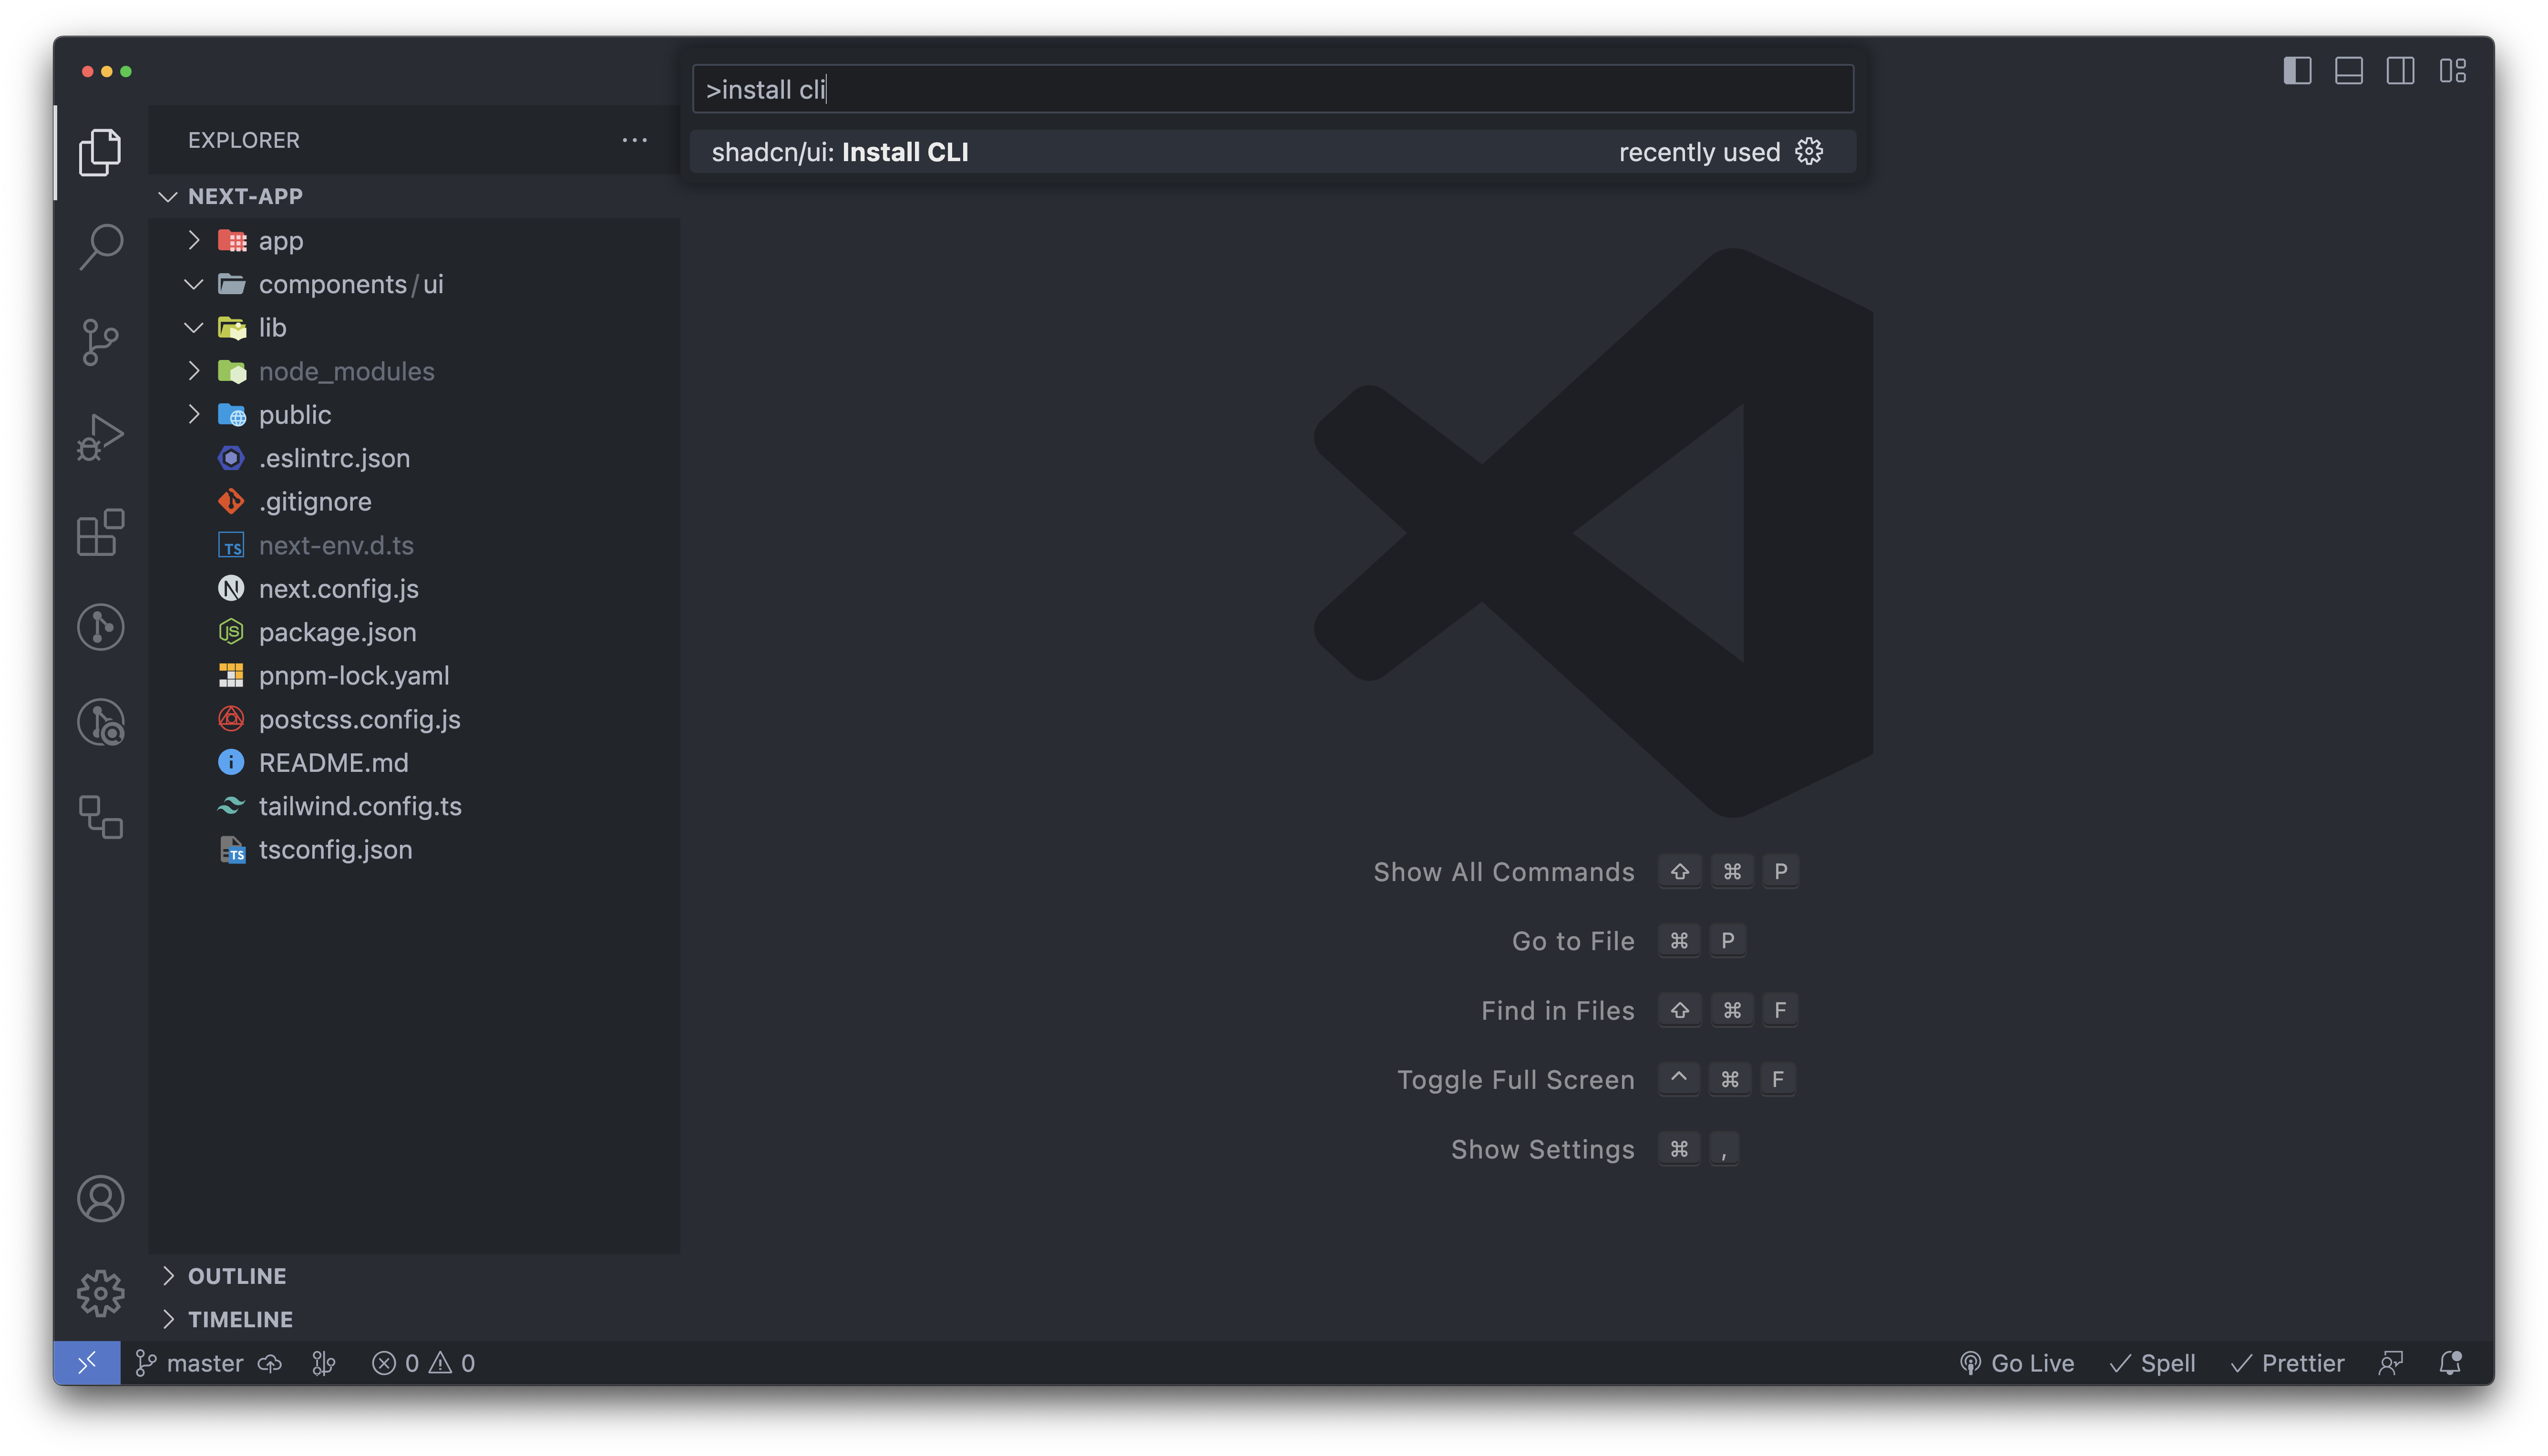 >install cli
shadcn/ui: Install CLI recently used
EXPLORER
NEXT-APP
app
components/ui
lib
node_modules
public
.eslintrc.json
.gitignore
TS next-env.d.ts
N next.config.js
JS package.json
pnpm-lock.yaml
postcss.config.js
i README.md
tailwind.config.ts
TS tsconfig.json
OUTLINE
TIMELINE
Show All Commands ⇧ ⌘ P
Go to File ⌘ P
Find in Files ⇧ ⌘ F
Toggle Full Screen ^ ⌘ F
Show Settings ⌘ ,
master 0 0 Go Live Spell Prettier